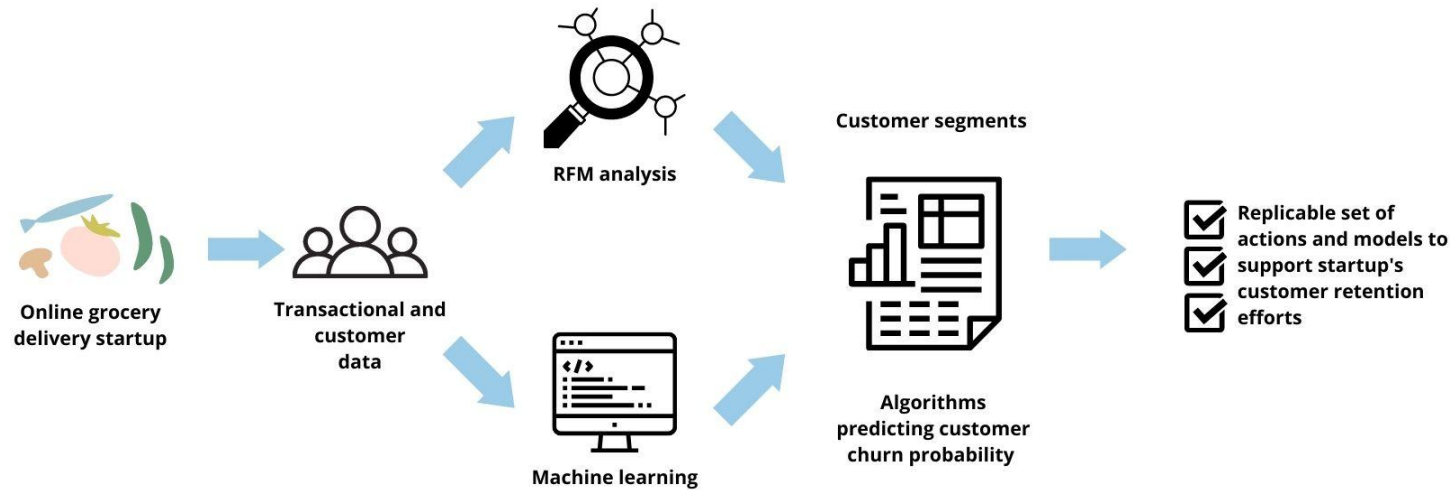 Online grocery
delivery startup
Transactional and
customer
data
RFM analysis
</>
Machine learning
Customer segments
Algorithms
predicting customer
churn probability
Replicable set of
actions and models to
support startup's
customer retention
efforts